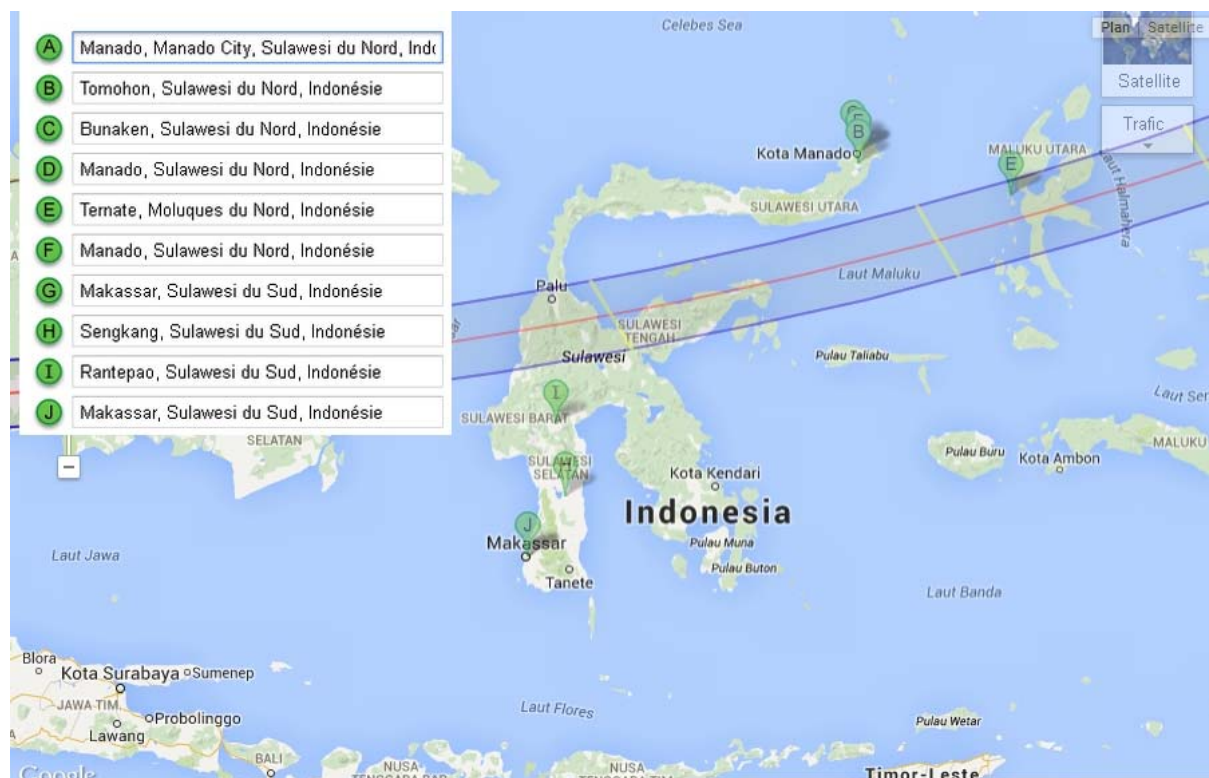 A Manado, Manado City, Sulawesi du Nord, Indc
B Tomohon, Sulawesi du Nord, Indonésie
C Bunaken, Sulawesi du Nord, Indonésie
D Manado, Sulawesi du Nord, Indonésie
E Ternate, Moluques du Nord, Indonésie
F Manado, Sulawesi du Nord, Indonésie
G Makassar, Sulawesi du Sud, Indonésie
H Sengkang, Sulawesi du Sud, Indonésie
I Rantepao, Sulawesi du Sud, Indonésie
J Makassar, Sulawesi du Sud, Indonésie
Celebes Sea
Plan Satellite
Satellite
Trafic
B
Kota Manado
MALUKU UTARA
E
SULAWESI UTARA
Laut Halmahera
Laut Maluku
Palu
SULAWESI
TENGAH
Sulawesi
Pulau Taliabu
I
SULAWESI BARAT
Laut Ser
SELATAN
MALUKU
Pulau Buru
Kota Ambon
SULAWESI
SELATAN
H
Kota Kendari
Indonesia
J
Makassar
Pulau Muna
Laut Jawa
Tanete
Pulau Buton
Laut Banda
Blora
Kota Surabaya
Sumenep
JAWA TIM.
Probolinggo
Lawang
Laut Flores
Pulau Wetar
BALI
NUSA
NUSA
Timor-Leste
Google